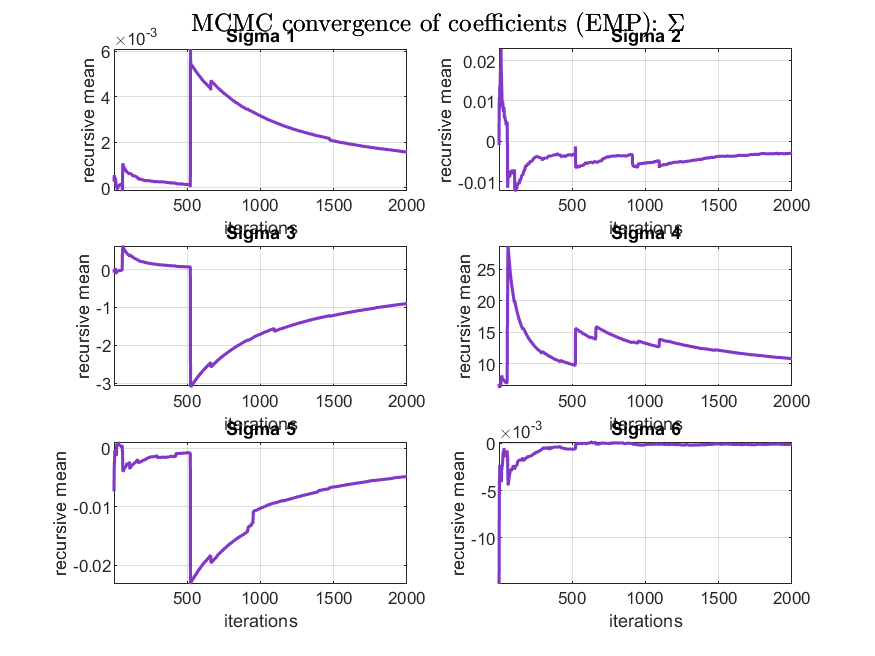 MCMC convergence of coefficients (EMP): Σ
×10⁻³
Sigma 1
recursive mean
6
4
2
0
500
1000
1500
2000
iterations
Sigma 2
recursive mean
0.02
0.01
0
-0.01
500
1000
1500
2000
iterations
Sigma 3
recursive mean
0
-1
-2
-3
500
1000
1500
2000
iterations
Sigma 4
recursive mean
25
20
15
10
500
1000
1500
2000
iterations
Sigma 5
recursive mean
0
-0.01
-0.02
500
1000
1500
2000
iterations
×10⁻³
Sigma 6
recursive mean
0
-5
-10
500
1000
1500
2000
iterations